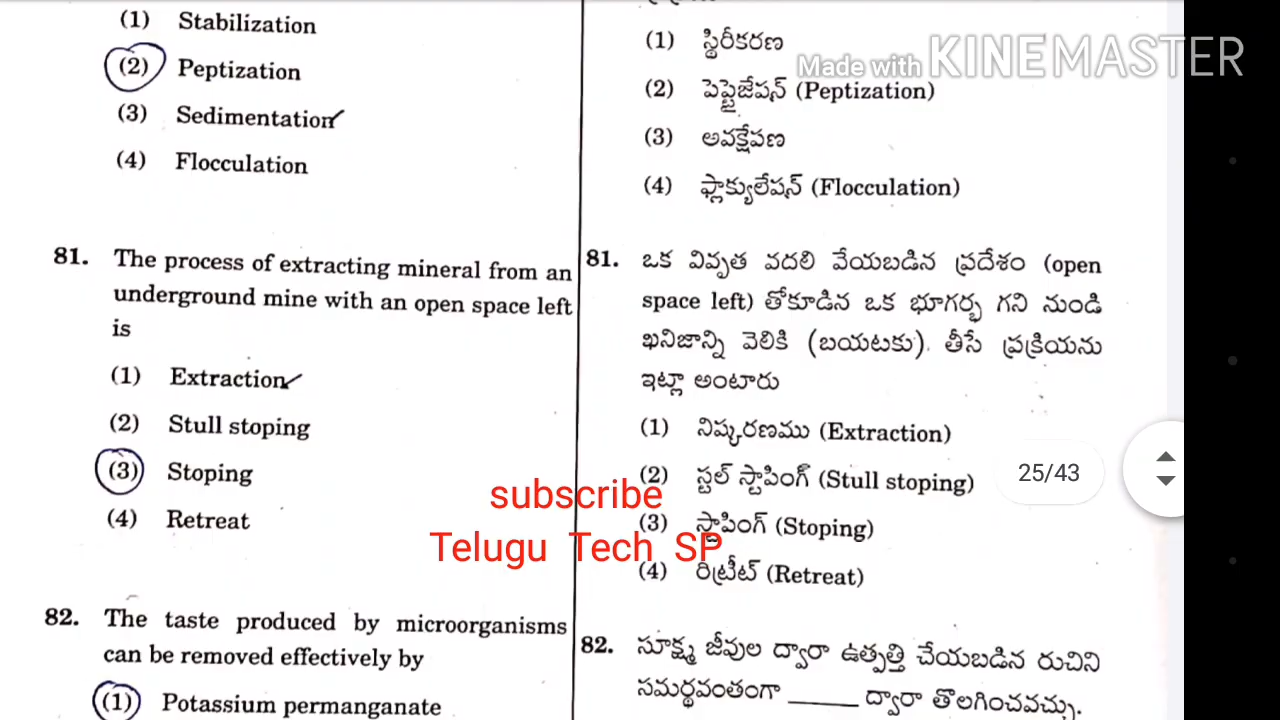 (1) Stabilization
(2) Peptization
(3) Sedimentation
(4) Flocculation
81. The process of extracting mineral from an
underground mine with an open space left
is
(1) Extraction
(2) Stull stoping
(3) Stoping
(4) Retreat
82. The taste produced by microorganisms
can be removed effectively by
(1) Potassium permanganate
(1) స్థిరీకరణ
(2) పెప్టైజేషన్ (Peptization)
(3) అవక్షేపణ
(4) ఫ్లాక్యులేషన్ (Flocculation)
81. ఒక వివృత వదలి వేయబడిన ప్రదేశం (open
space left) తోకూడిన ఒక భూగర్భ గని నుండి
ఖనిజాన్ని వెలికి (బయటకు) తీసే ప్రక్రియను
ఇట్లా అంటారు
(1) నిష్కరణము (Extraction)
(2) స్టల్ స్టాపింగ్ (Stull stoping)
(3) స్టాపింగ్ (Stoping)
(4) రిట్రీట్ (Retreat)
82. సూక్ష్మ జీవుల ద్వారా ఉత్పత్తి చేయబడిన రుచిని
సమర్థవంతంగా ______ ద్వారా తొలగించవచ్చు.
Made with KINEMASTER
25/43
subscribe
Telugu Tech SP